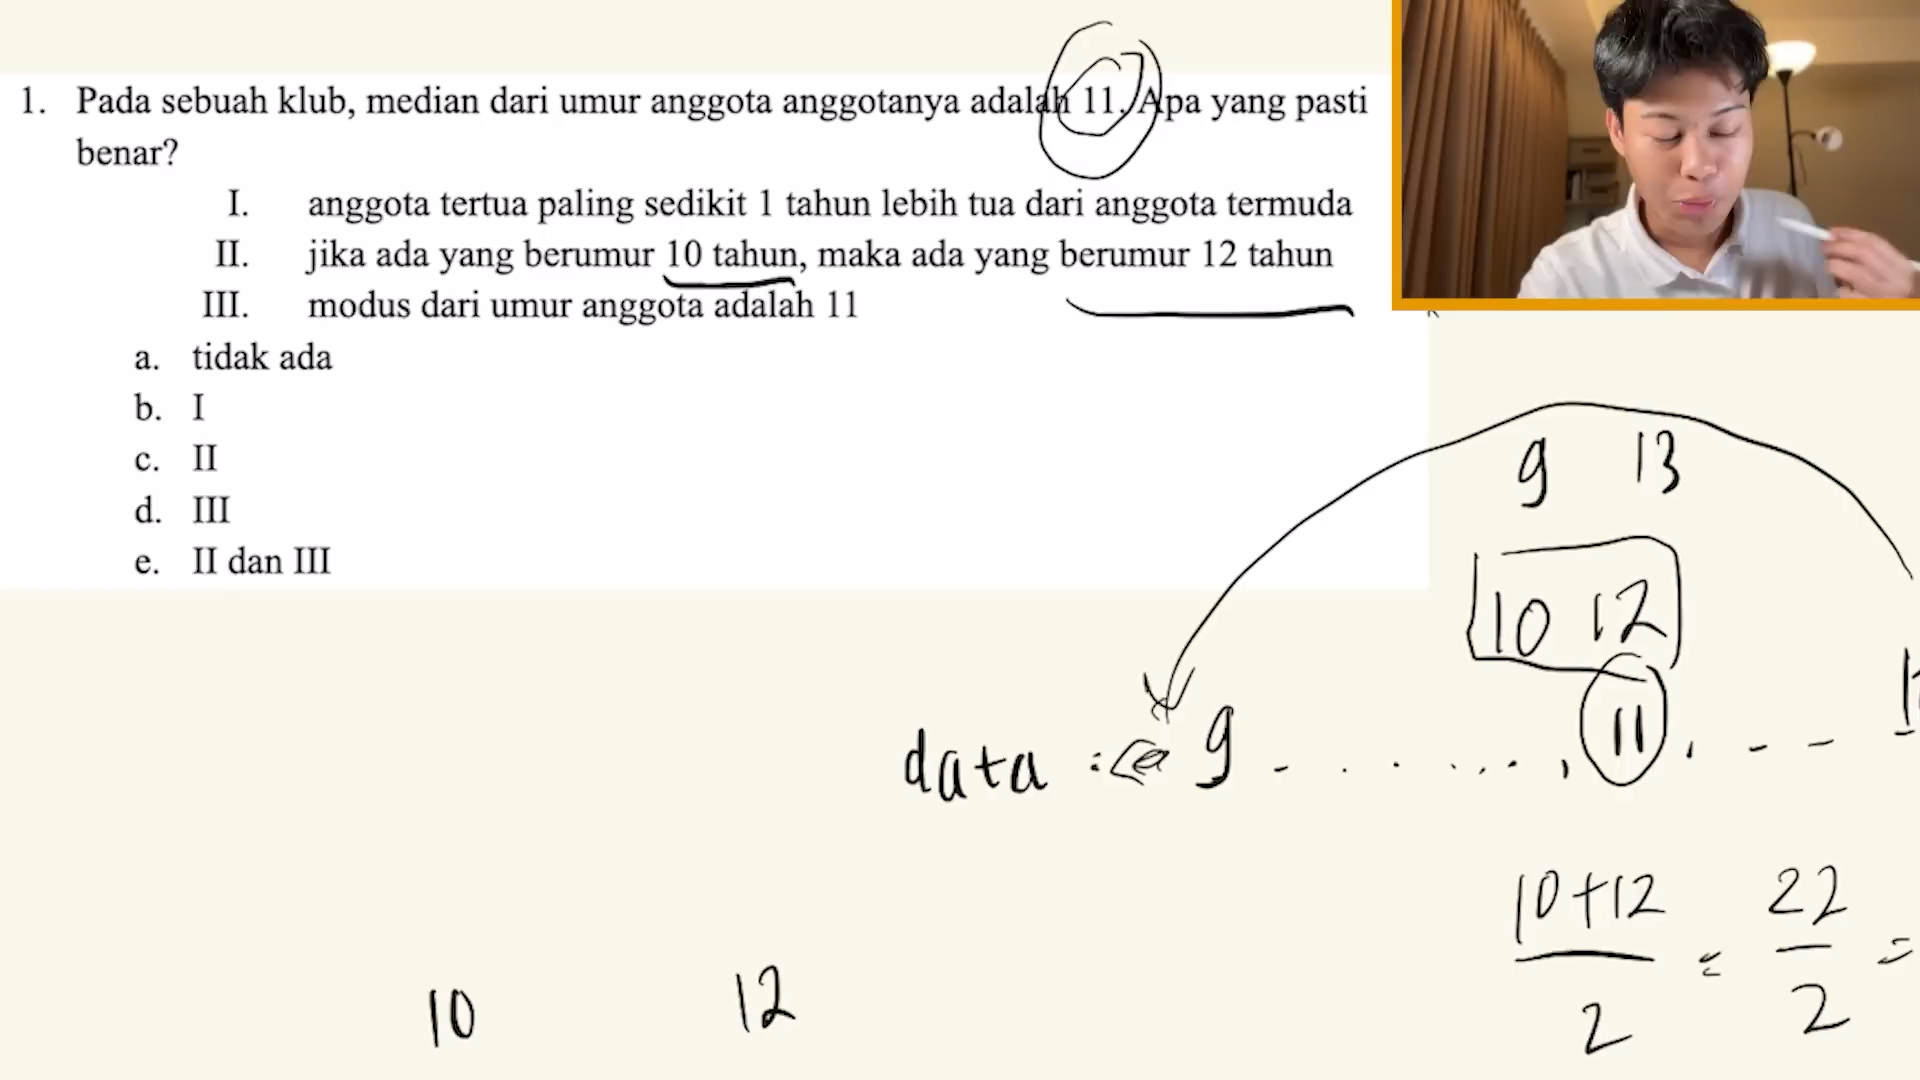 1. Pada sebuah klub, median dari umur anggota anggotanya adalah 11. Apa yang pasti
benar?
I. anggota tertua paling sedikit 1 tahun lebih tua dari anggota termuda
II. jika ada yang berumur 10 tahun, maka ada yang berumur 12 tahun
III. modus dari umur anggota adalah 11
a. tidak ada
b. I
c. II
d. III
e. II dan III
9 13
10 12
data : 9 - . . . . . . , 11 , - -
10+12 22
= =
2 2
10 12